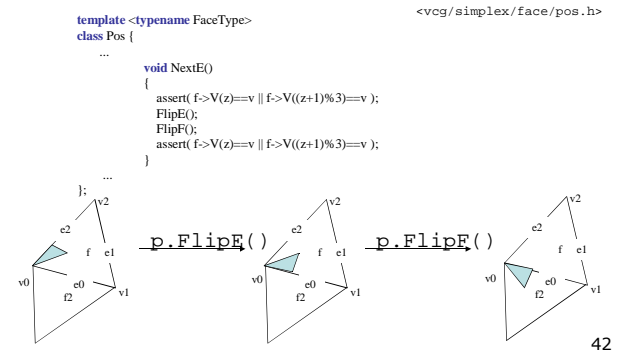 <vcg/simplex/face/pos.h>
template <typename FaceType>
class Pos {
...
void NextE()
{
assert( f->V(z)==v || f->V((z+1)%3)==v );
FlipE();
FlipF();
assert( f->V(z)==v || f->V((z+1)%3)==v );
}
...
};
v2
e2
f e1
v0
e0
f2
v1
p.FlipE()
v2
e2
f e1
v0
e0
f2
v1
p.FlipF()
v2
e2
f e1
v0
e0
f2
v1
42